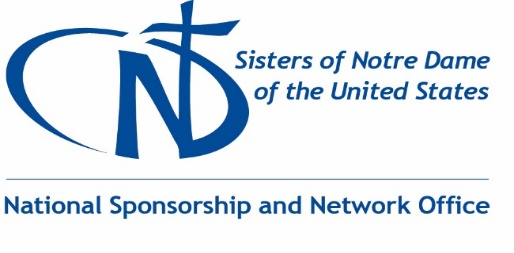 Sisters of Notre Dame
of the United States
National Sponsorship and Network Office